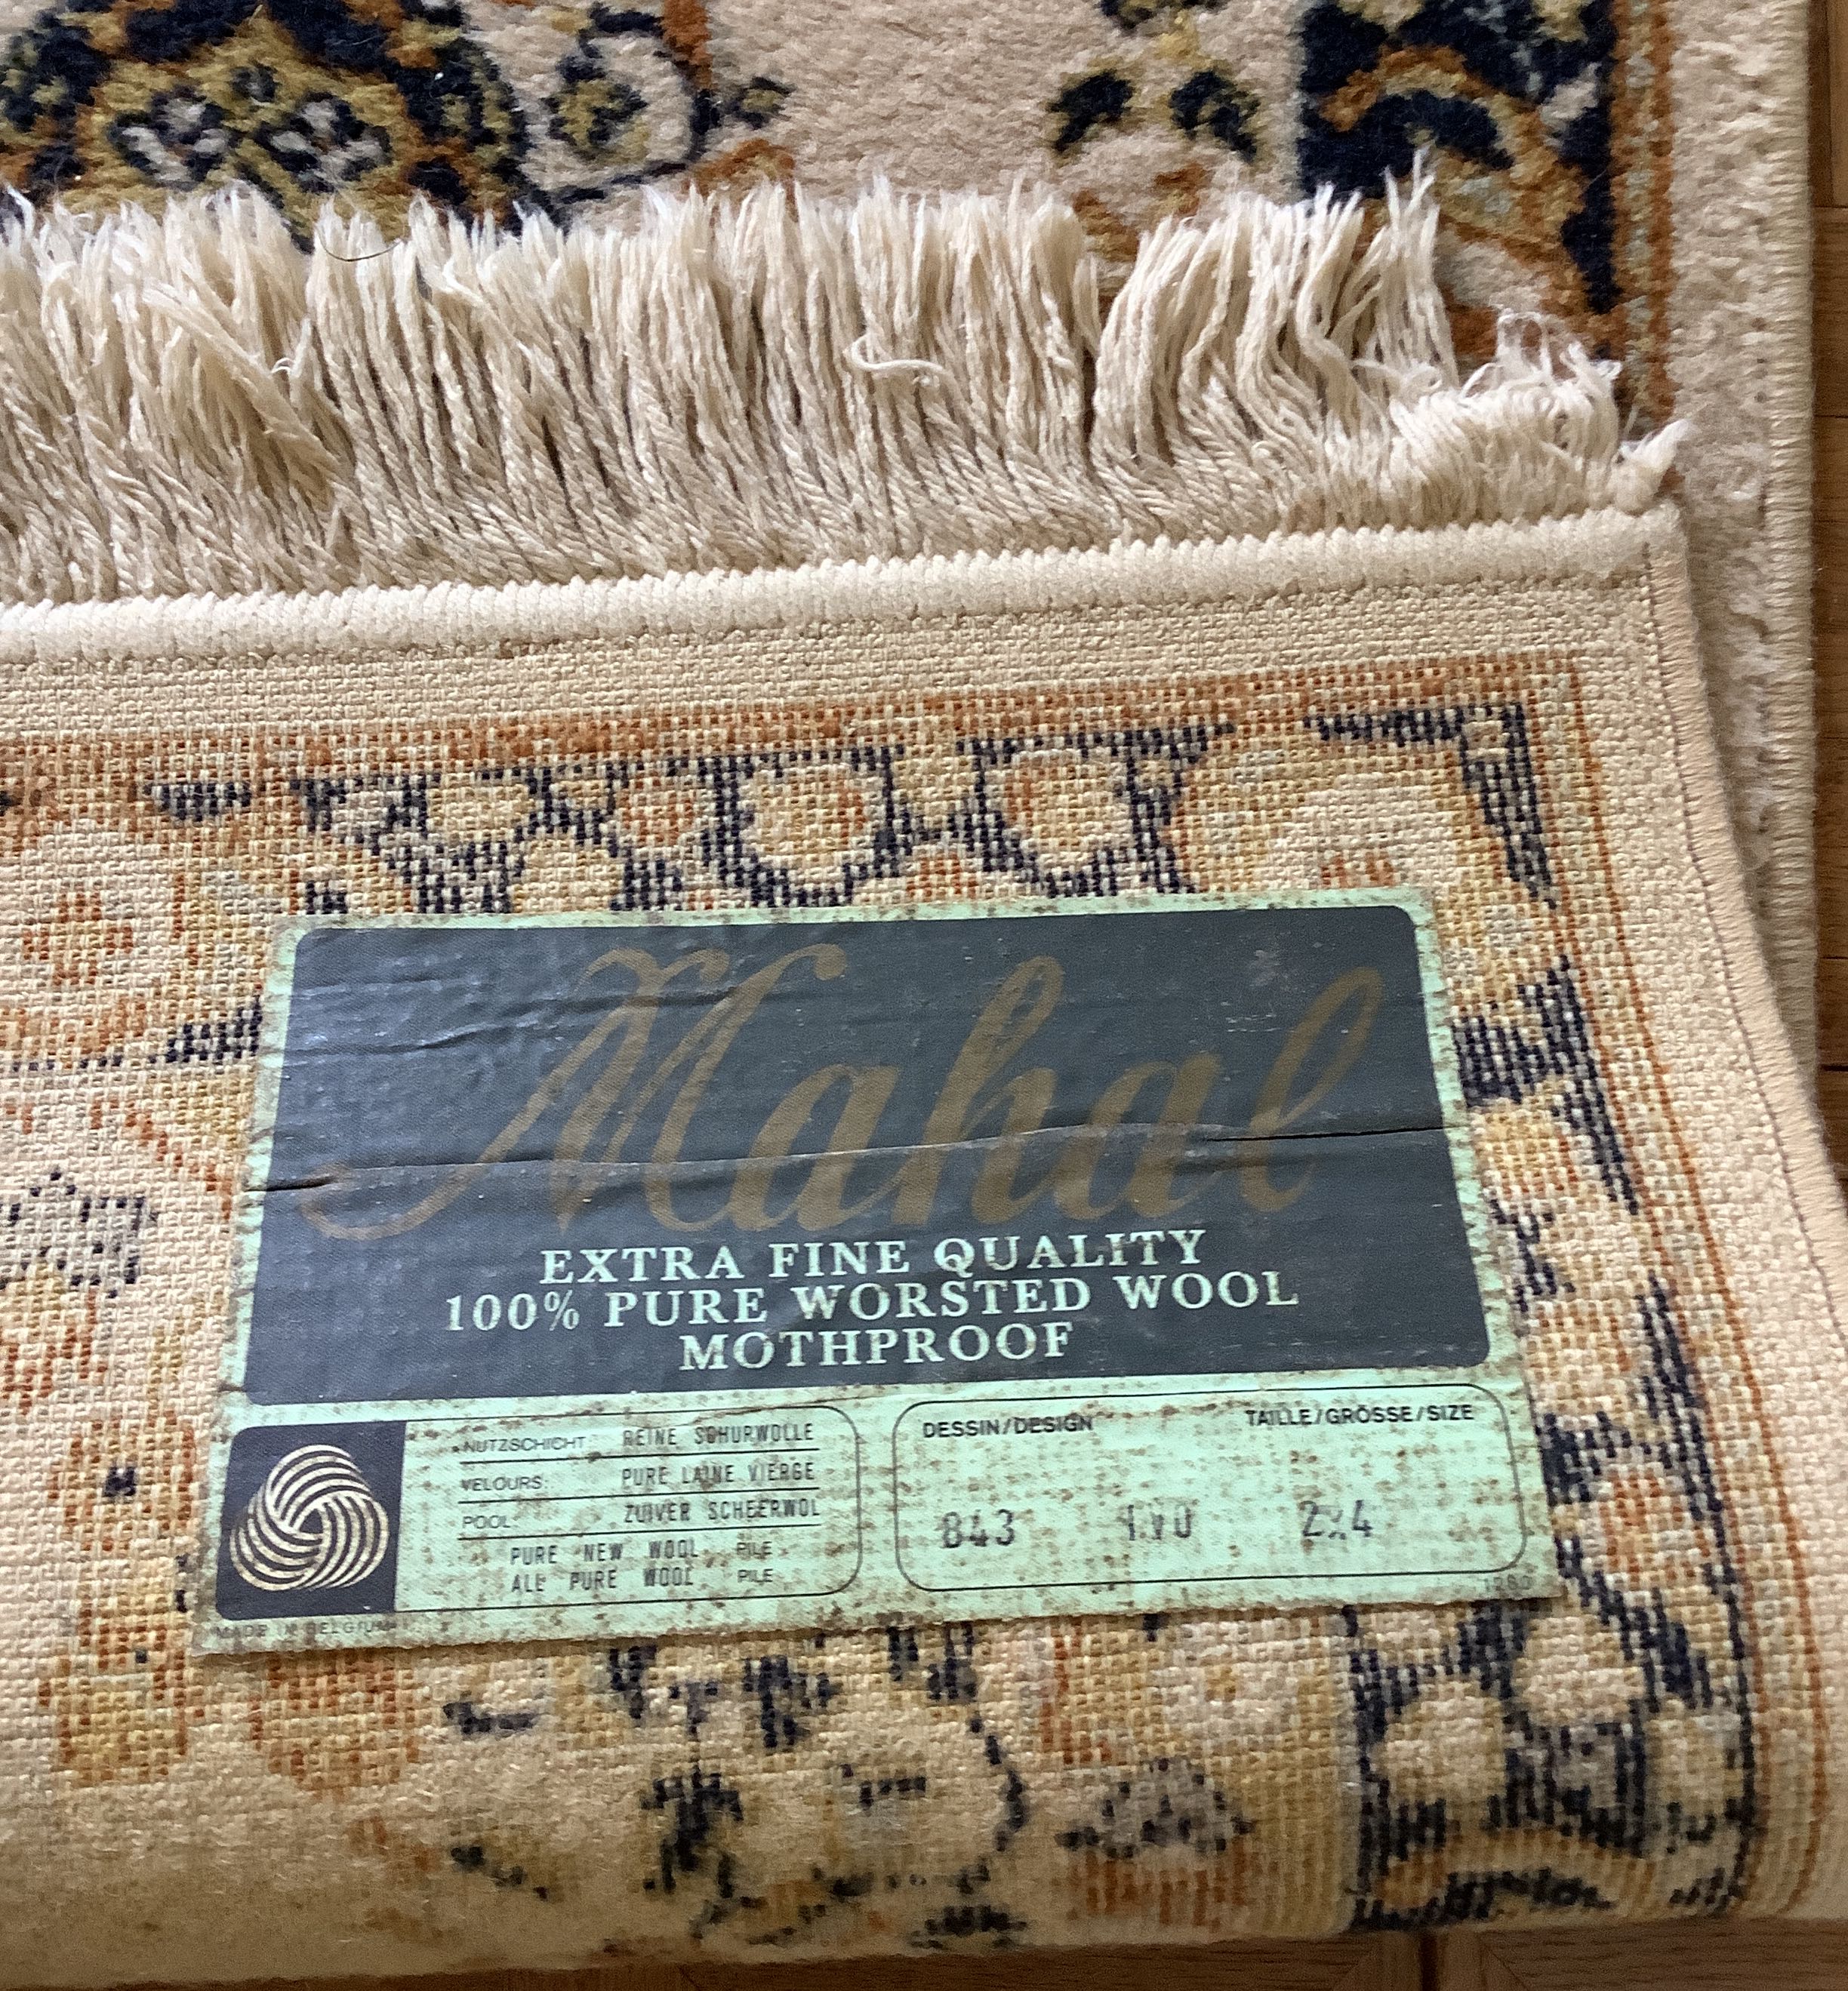 Mahal
EXTRA FINE QUALITY
100% PURE WORSTED WOOL
MOTHPROOF
NUTZSCHICHT: REINE SCHURWOLLE
VELOURS: PURE LAINE VIERGE
POOL: ZUIVER SCHEERWOL
PURE NEW WOOL PILE
ALL PURE WOOL PILE
DESSIN/DESIGN TAILLE/GRÖSSE/SIZE
843 2x4
MADE IN BELGIUM